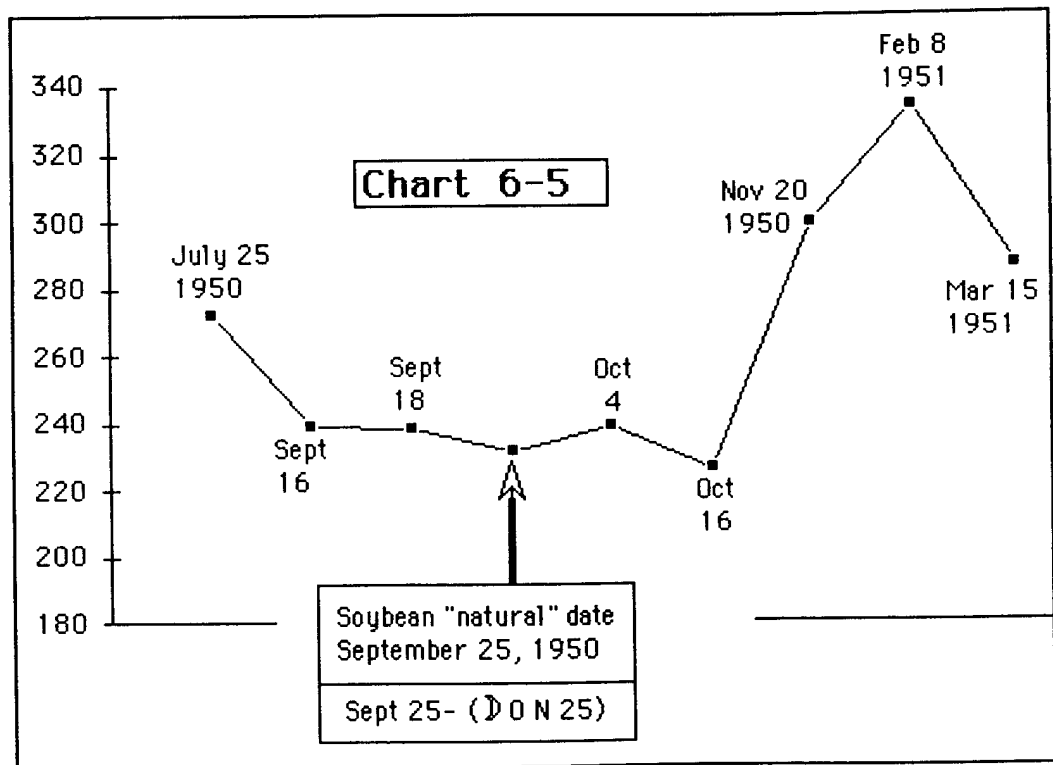 Chart 6-5
340
320
300
280
260
240
220
200
180
July 25
1950
Sept
16
Sept
18
Oct
4
Oct
16
Nov 20
1950
Feb 8
1951
Mar 15
1951
Soybean "natural" date
September 25, 1950
Sept 25- (☽ O N 25)